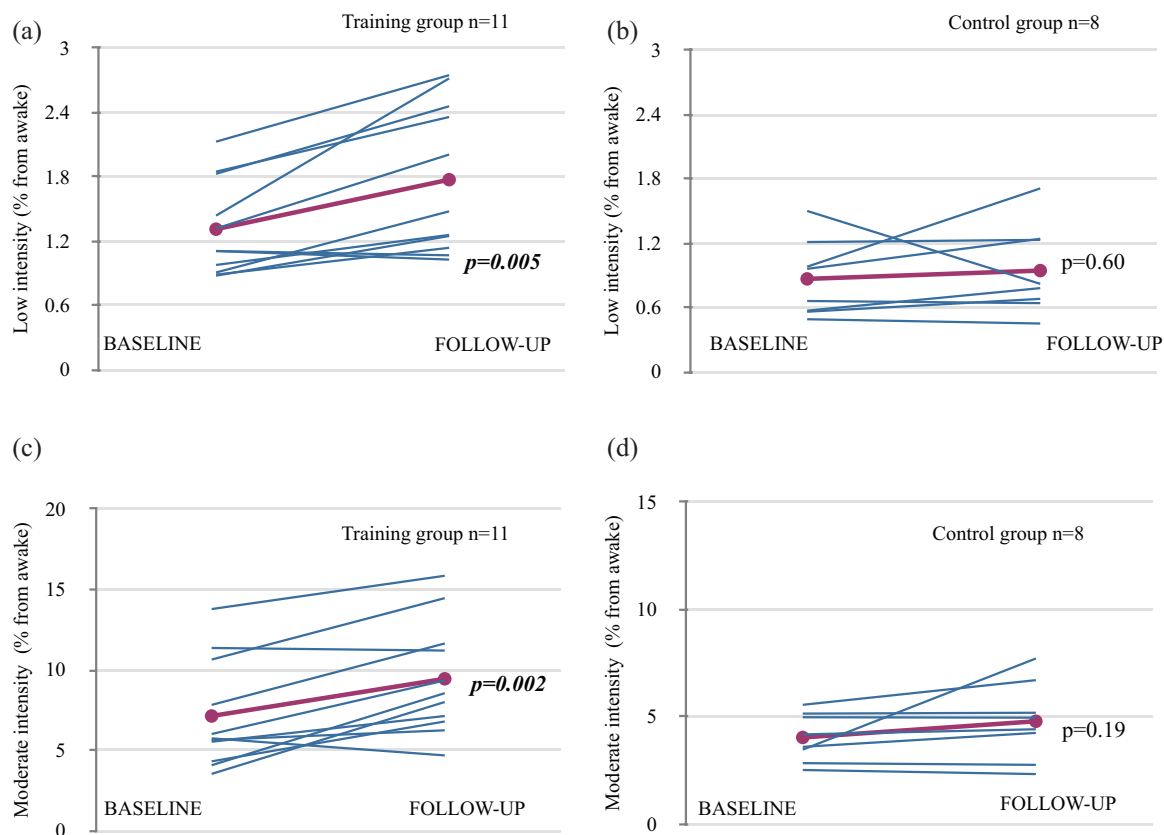 (a)
Training group n=11
Low intensity (% from awake)
3
2.4
1.8
1.2
0.6
0
p=0.005
BASELINE
FOLLOW-UP
(b)
Control group n=8
Low intensity (% from awake)
3
2.4
1.8
1.2
0.6
0
p=0.60
BASELINE
FOLLOW-UP
(c)
Training group n=11
Moderate intensity (% from awake)
20
15
10
5
0
p=0.002
BASELINE
FOLLOW-UP
(d)
Control group n=8
Moderate intensity (% from awake)
15
10
5
0
p=0.19
BASELINE
FOLLOW-UP